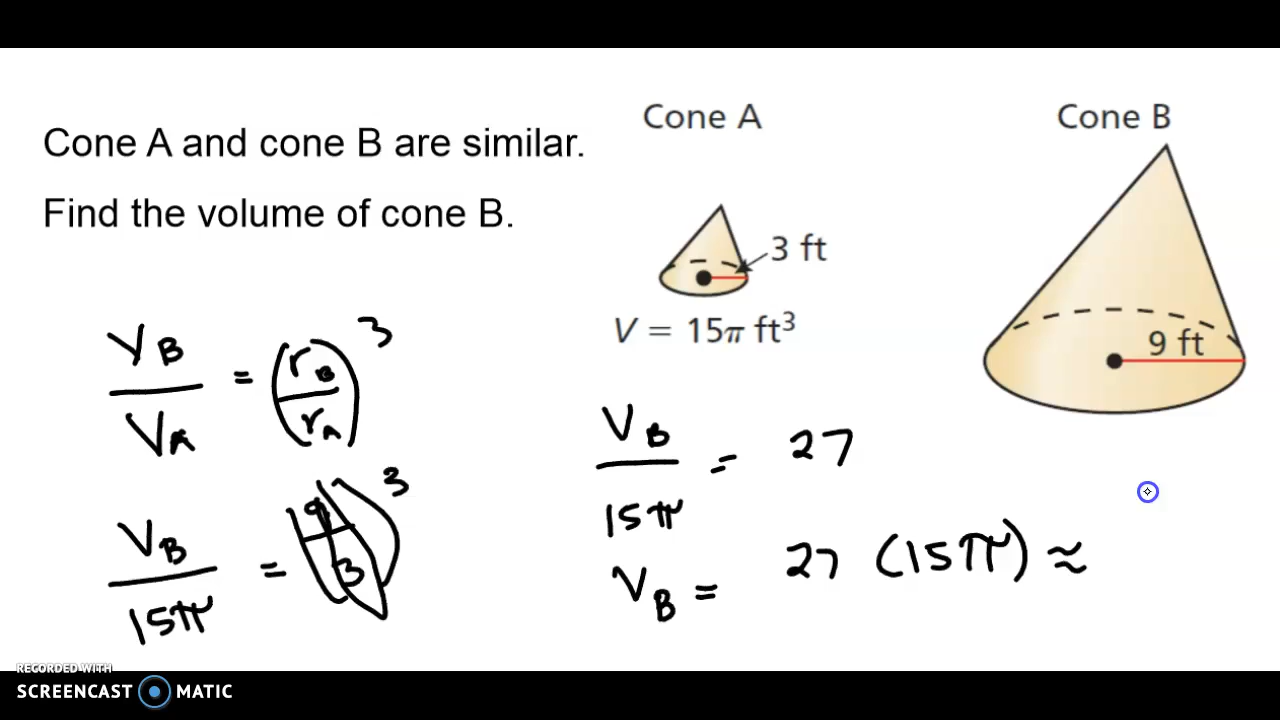 Cone A and cone B are similar.
Find the volume of cone B.
Cone A
3 ft
V = 15π ft³
Cone B
9 ft
V_B / V_A = (r_B / r_A)³
V_B / 15π = (9 / 3)³
V_B / 15π = 27
V_B = 27 (15π) ≈
RECORDED WITH
SCREENCAST MATIC